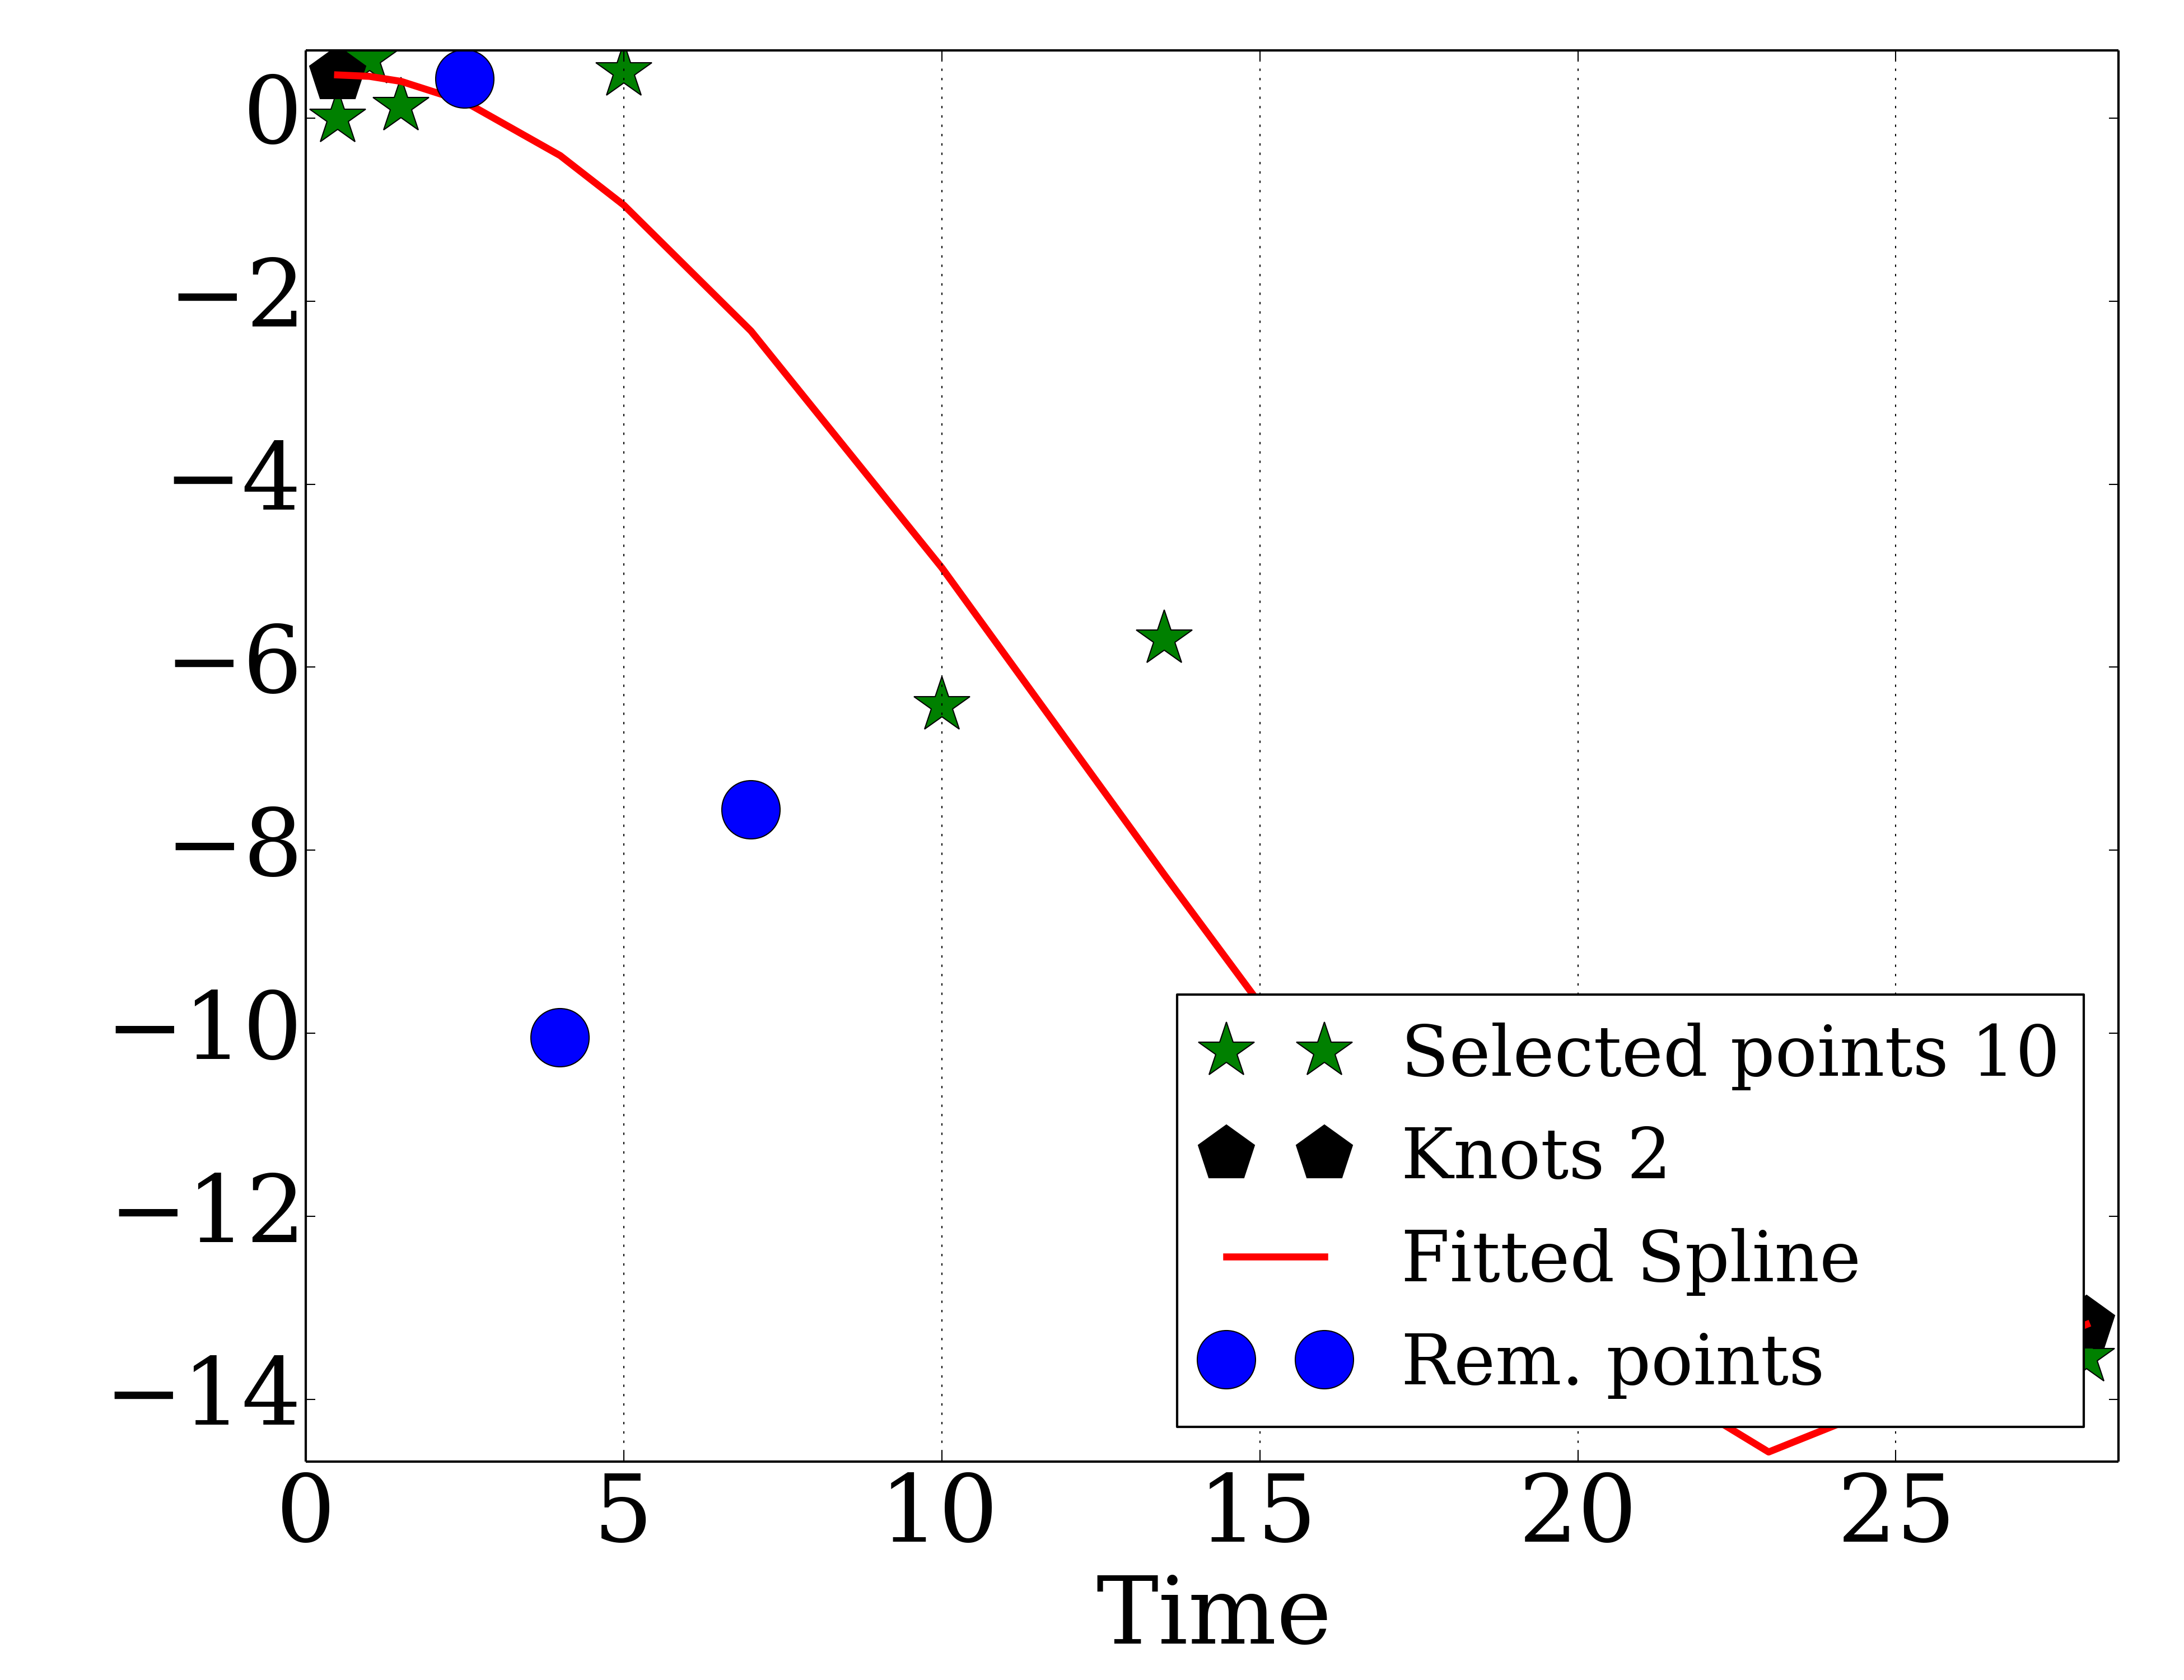 0
−2
−4
−6
−8
−10
−12
−14
Selected points 10
Knots 2
Fitted Spline
Rem. points
0 5 10 15 20 25
Time